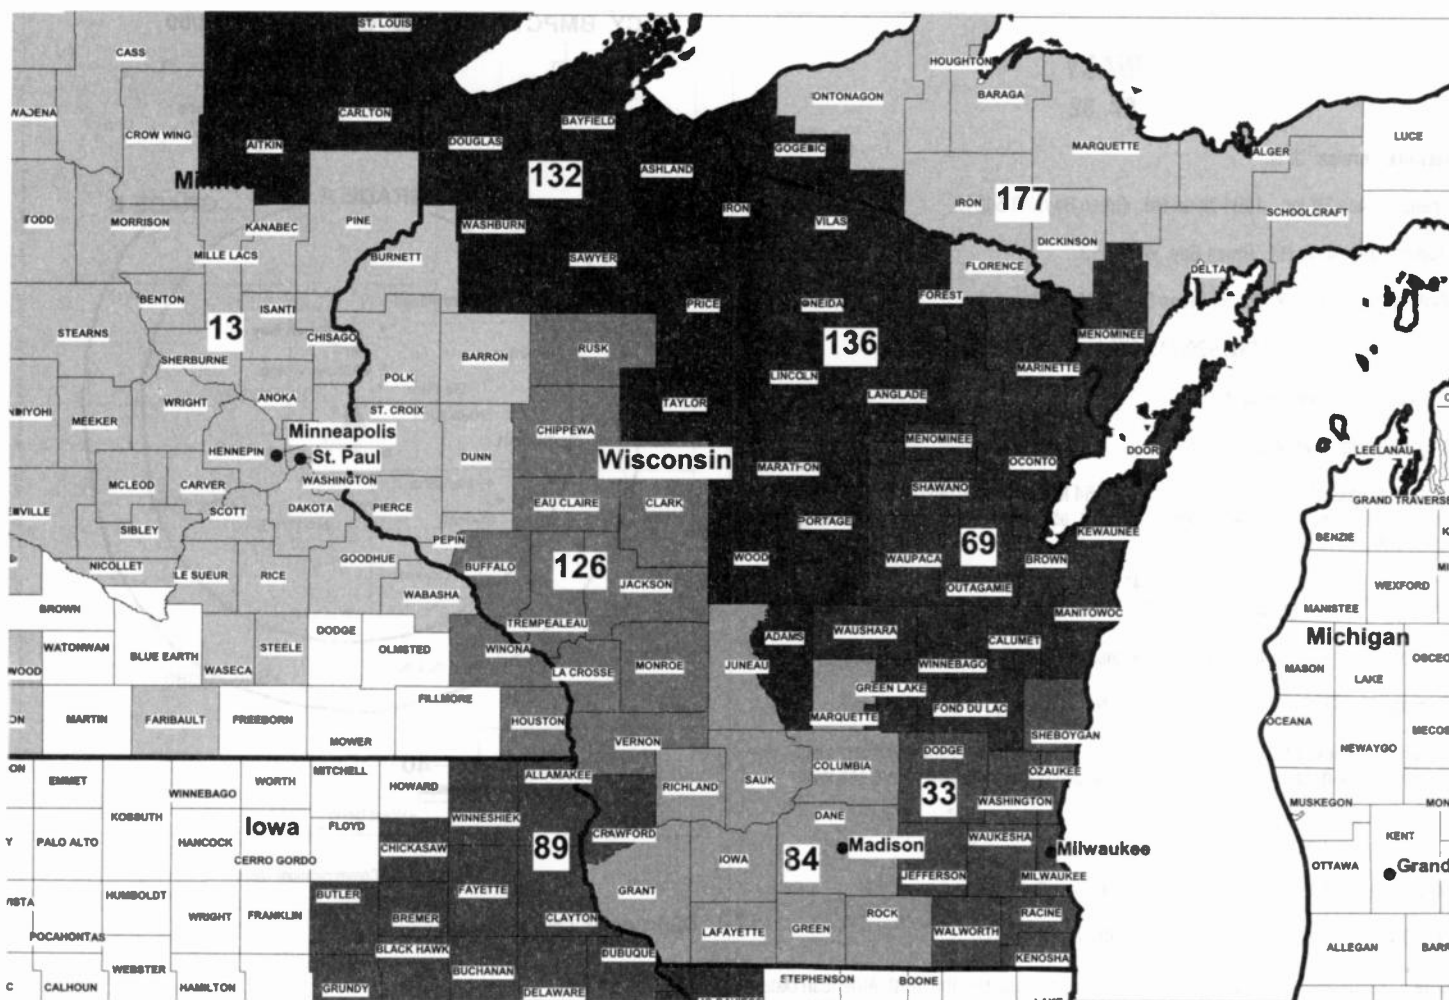 ST. LOUIS
CASS
HOUGHTON
BARAGA
ONTONAGON
WADENA
CROW WING
CARLTON
AITKIN
DOUGLAS
BAYFIELD
GOGEBIC
MARQUETTE
ALGER
LUCE
ASHLAND
132
177
TODD
MORRISON
KANABEC
PINE
WASHBURN
IRON
VILAS
IRON
DICKINSON
SCHOOLCRAFT
MILLE LACS
BURNETT
SAWYER
FLORENCE
DELTA
BENTON
ISANTI
PRICE
ONEIDA
FOREST
STEARNS
13
CHISAGO
MENOMINEE
SHERBURNE
BARRON
RUSK
136
POLK
LINCOLN
MARINETTE
WRIGHT
ANOKA
ST. CROIX
TAYLOR
LANGLADE
MEEKER
Minneapolis
CHIPPEWA
MENOMINEE
HENNEPIN
St. Paul
DUNN
Wisconsin
MARATHON
OCONTO
DOOR
LEELANAU
MCLEOD
CARVER
WASHINGTON
SHAWANO
SCOTT
DAKOTA
PIERCE
EAU CLAIRE
CLARK
GRAND TRAVERSE
SIBLEY
PORTAGE
KEWAUNEE
BENZIE
PEPIN
69
NICOLLET
LE SUEUR
RICE
GOODHUE
BUFFALO
126
JACKSON
WOOD
WAUPACA
BROWN
OUTAGAMIE
WEXFORD
WABASHA
BROWN
MANISTEE
TREMPEALEAU
MANITOWOC
DODGE
ADAMS
WAUSHARA
CALUMET
Michigan
WATONWAN
BLUE EARTH
STEELE
OLMSTED
WINONA
WASECA
LA CROSSE
MONROE
JUNEAU
WINNEBAGO
MASON
LAKE
GREEN LAKE
FILLMORE
FOND DU LAC
MARTIN
FARIBAULT
FREEBORN
HOUSTON
MARQUETTE
OCEANA
MOWER
VERNON
SHEBOYGAN
DODGE
NEWAYGO
EMMET
WORTH
MITCHELL
HOWARD
ALLAMAKEE
RICHLAND
SAUK
COLUMBIA
OZAUKEE
WINNEBAGO
33
WASHINGTON
MUSKEGON
KOSSUTH
Iowa
FLOYD
WINNESHIEK
CRAWFORD
DANE
WAUKESHA
KENT
PALO ALTO
HANCOCK
CHICKASAW
89
84
Madison
Milwaukee
CERRO GORDO
IOWA
JEFFERSON
MILWAUKEE
OTTAWA
Grand
HUMBOLDT
BUTLER
FAYETTE
GRANT
WRIGHT
FRANKLIN
BREMER
CLAYTON
ROCK
RACINE
POCAHONTAS
LAFAYETTE
GREEN
WALWORTH
BLACK HAWK
DUBUQUE
KENOSHA
ALLEGAN
WEBSTER
BUCHANAN
CALHOUN
HAMILTON
GRUNDY
DELAWARE
STEPHENSON
BOONE